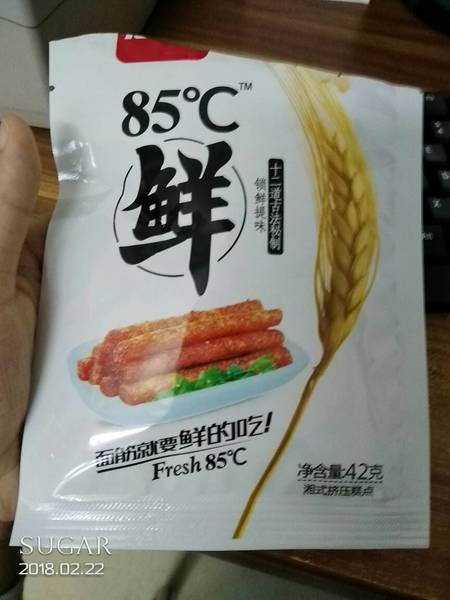 85℃™
鲜
十二道古法秘制
锁鲜提味
面筋就要鲜的吃!
Fresh 85℃
净含量:42克
湘式挤压糕点
SUGAR
2018.02.22